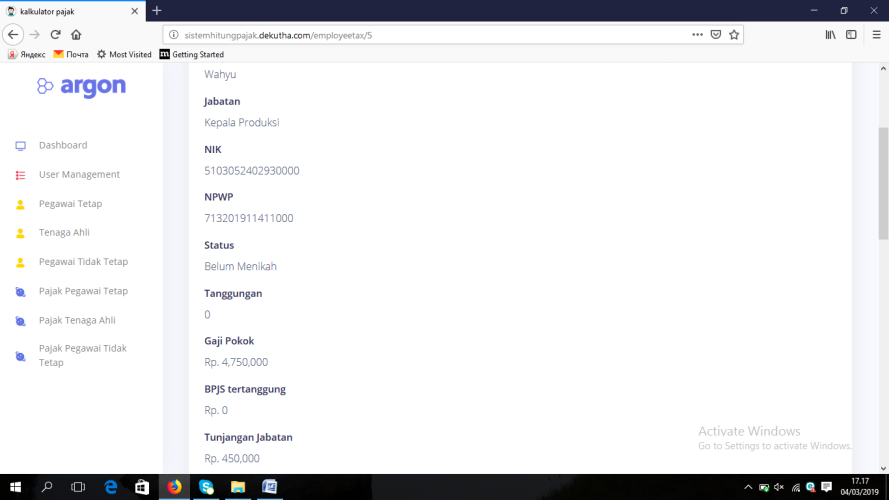 kalkulator pajak
sistemhitungpajak.dekutha.com/employeetax/5
Яндекс Почта Most Visited Getting Started
argon
Dashboard
User Management
Pegawai Tetap
Tenaga Ahli
Pegawai Tidak Tetap
Pajak Pegawai Tetap
Pajak Tenaga Ahli
Pajak Pegawai Tidak
Tetap
Wahyu
Jabatan
Kepala Produksi
NIK
5103052402930000
NPWP
713201911411000
Status
Belum Menikah
Tanggungan
0
Gaji Pokok
Rp. 4,750,000
BPJS tertanggung
Rp. 0
Tunjangan Jabatan
Rp. 450,000
Activate Windows
Go to Settings to activate Windows.
17.17
04/03/2019